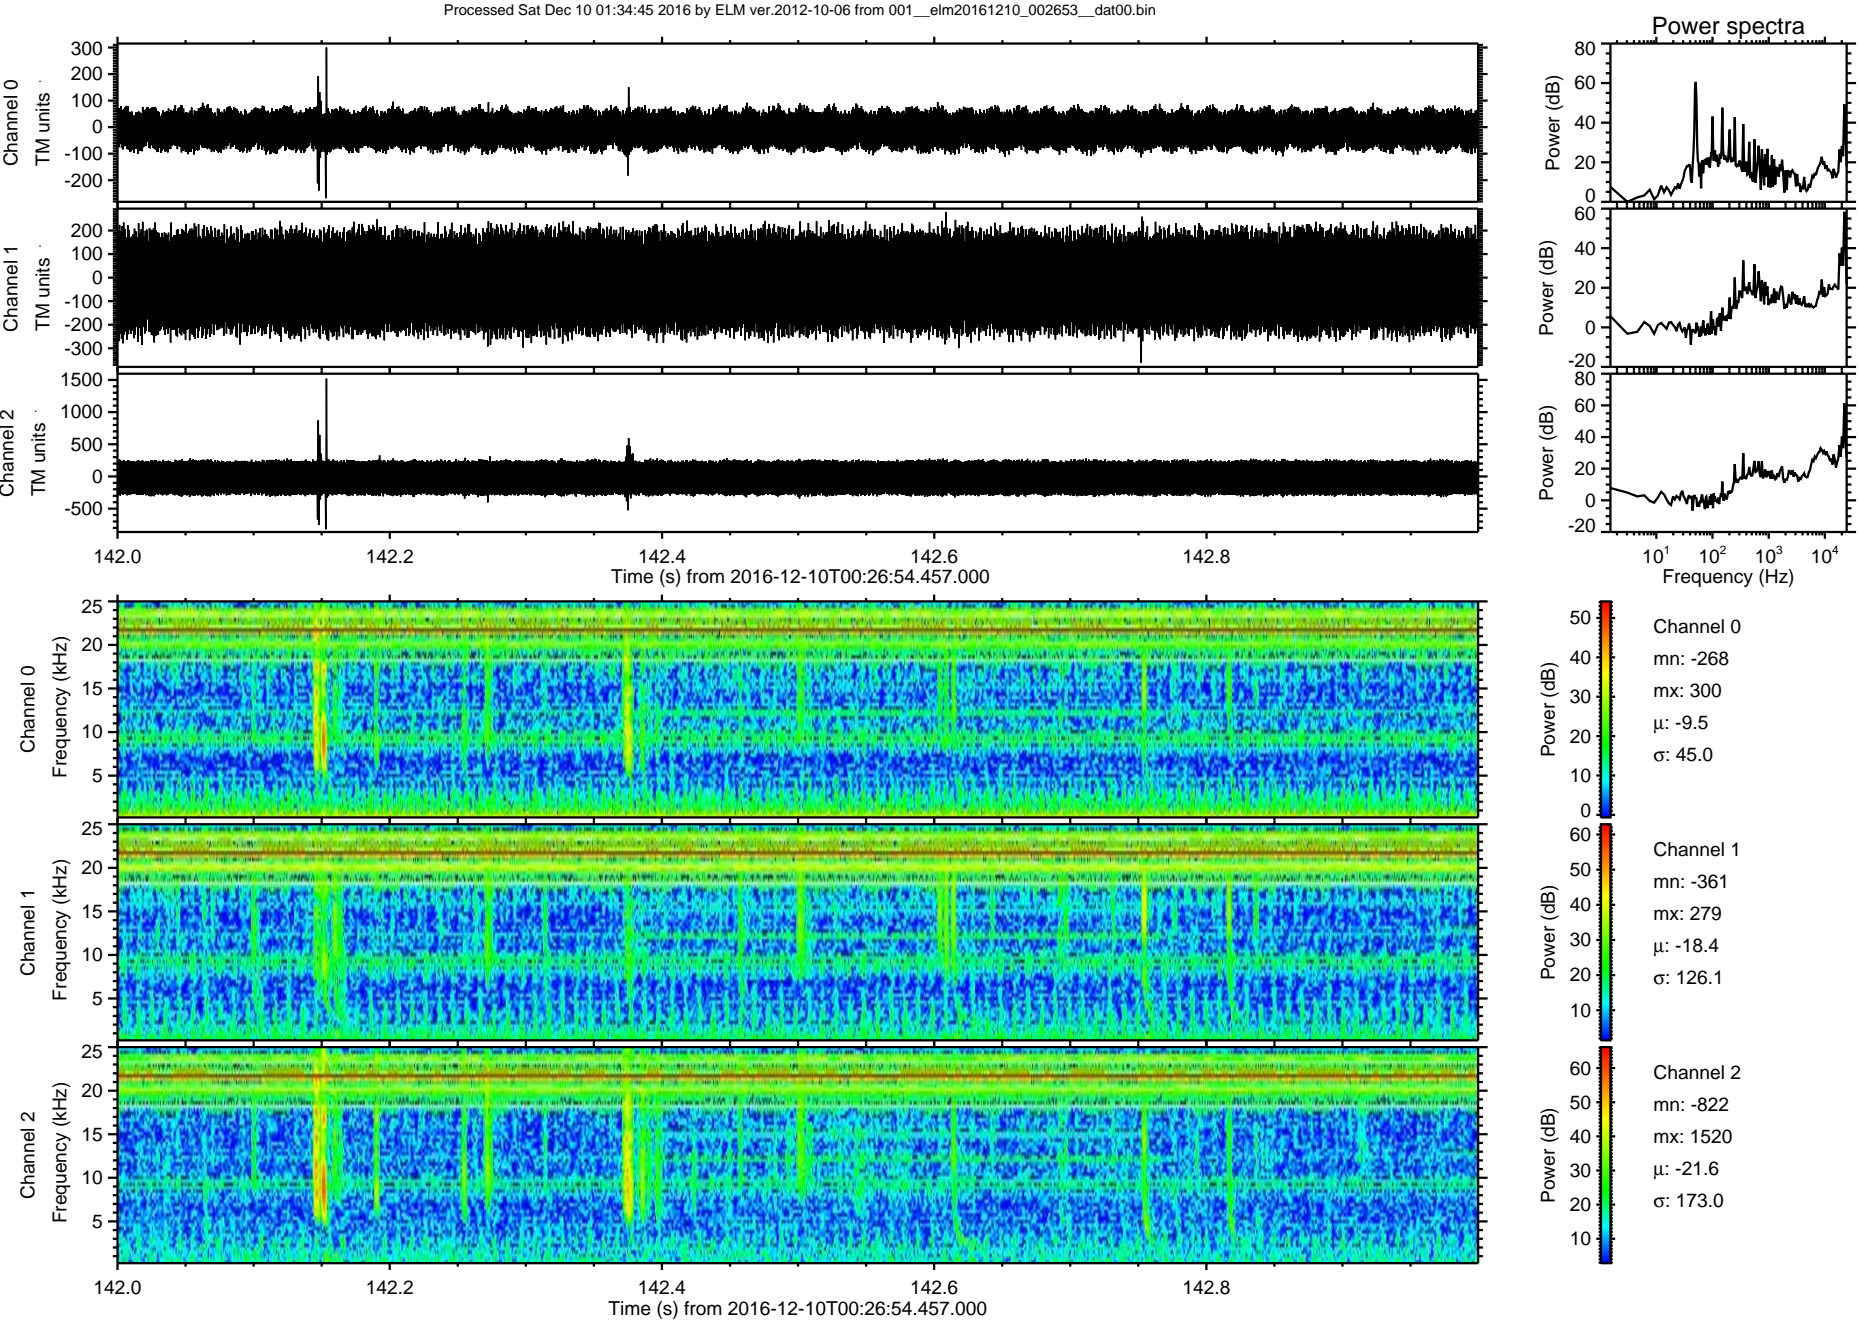 Processed Sat Dec 10 01:34:45 2016 by ELM ver.2012-10-06 from 001__elm20161210_002653__dat00.bin
Power spectra
Channel 0
TM units
300
200
100
0
-100
-200
Power (dB)
80
60
40
20
0
Channel 1
TM units
200
100
0
-100
-200
-300
Power (dB)
60
40
20
0
-20
Channel 2
TM units
1500
1000
500
0
-500
Power (dB)
80
60
40
20
0
-20
142.0 142.2 142.4 142.6 142.8
Time (s) from 2016-12-10T00:26:54.457.000
10^1 10^2 10^3 10^4
Frequency (Hz)
Channel 0
Frequency (kHz)
25
20
15
10
5
Power (dB)
50
40
30
20
10
0
Channel 0
mn: -268
mx: 300
μ: -9.5
σ: 45.0
Channel 1
Frequency (kHz)
25
20
15
10
5
Power (dB)
60
50
40
30
20
10
Channel 1
mn: -361
mx: 279
μ: -18.4
σ: 126.1
Channel 2
Frequency (kHz)
25
20
15
10
5
Power (dB)
60
50
40
30
20
10
Channel 2
mn: -822
mx: 1520
μ: -21.6
σ: 173.0
142.0 142.2 142.4 142.6 142.8
Time (s) from 2016-12-10T00:26:54.457.000